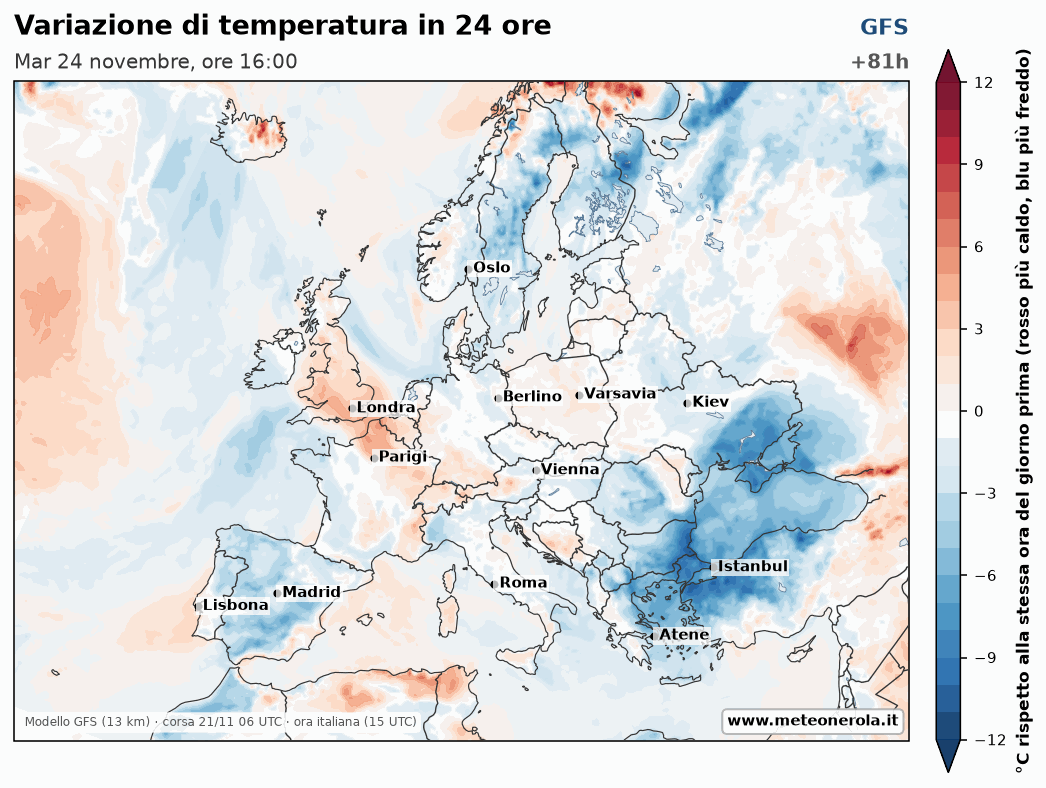 Variazione di temperatura in 24 ore
GFS
Mar 24 novembre, ore 16:00
+81h
Oslo
Londra
Berlino
Varsavia
Kiev
Parigi
Vienna
Istanbul
Roma
Madrid
Lisbona
Atene
Modello GFS (13 km) · corsa 21/11 06 UTC · ora italiana (15 UTC)
www.meteonerola.it
12
9
6
3
0
−3
−6
−9
−12
°C rispetto alla stessa ora del giorno prima (rosso più caldo, blu più freddo)